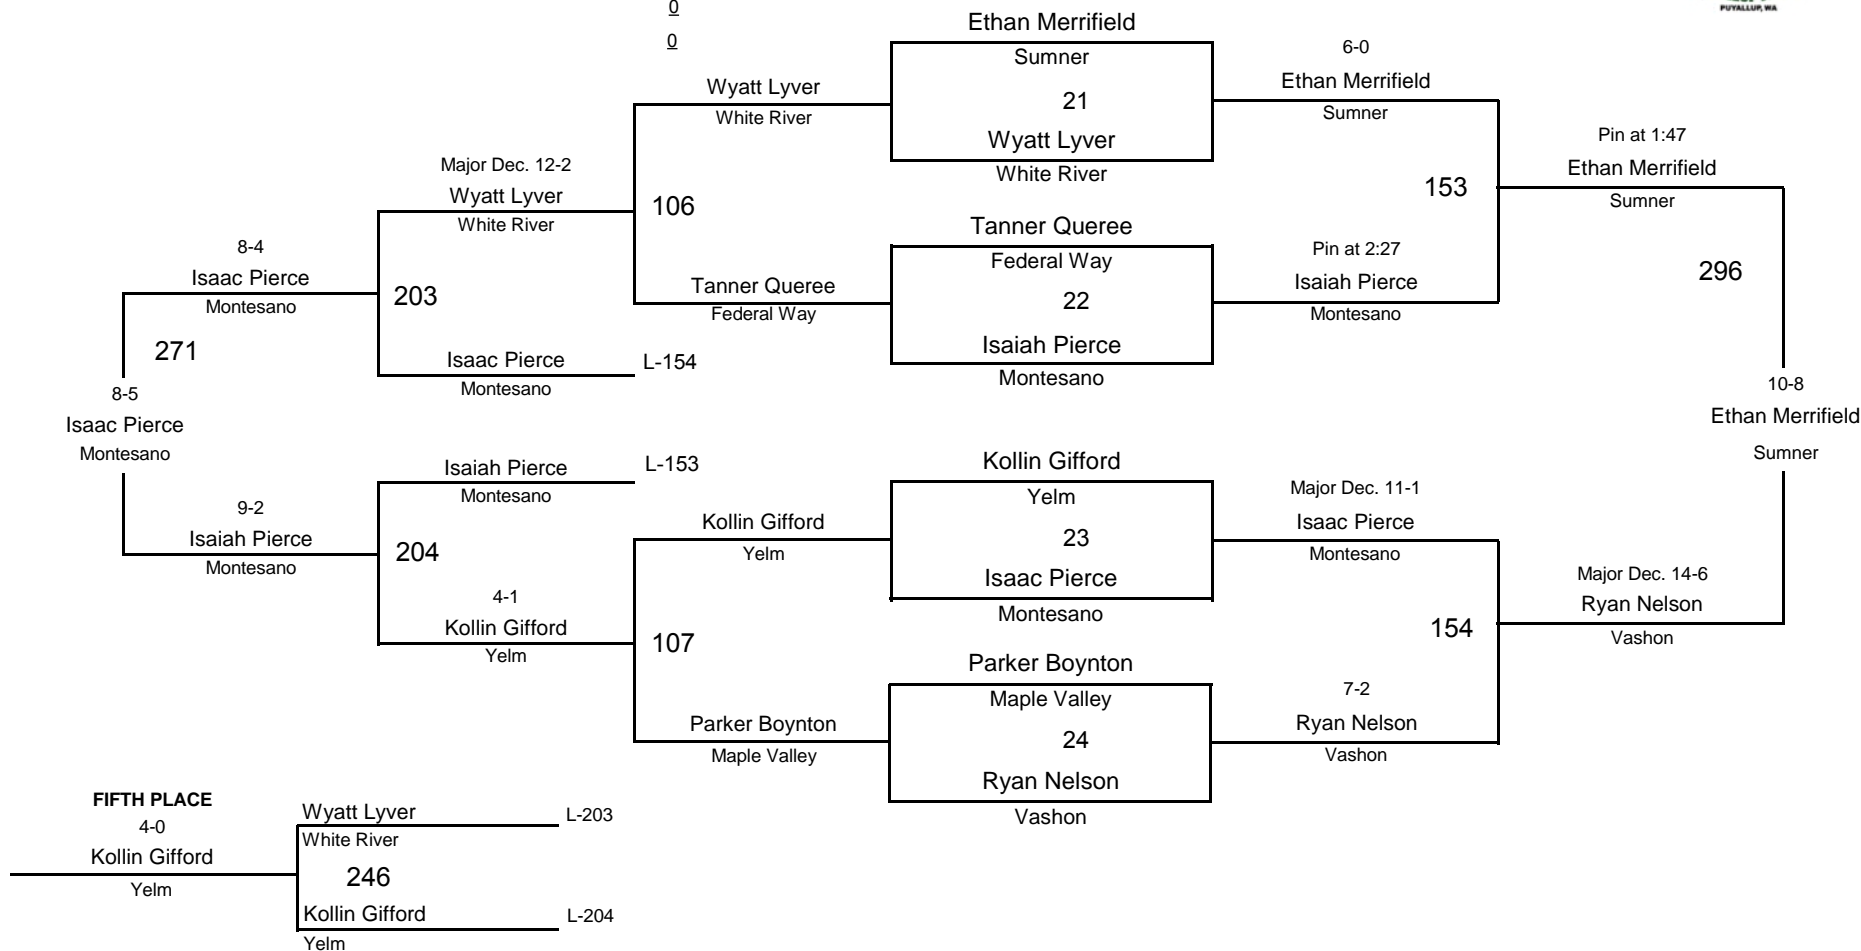 0
0
PUYALLUP, WA
Ethan Merrifield
Sumner
21
Wyatt Lyver
White River
Tanner Queree
Federal Way
22
Isaiah Pierce
Montesano
Kollin Gifford
Yelm
23
Isaac Pierce
Montesano
Parker Boynton
Maple Valley
24
Ryan Nelson
Vashon
6-0
Ethan Merrifield
Sumner
153
Pin at 2:27
Isaiah Pierce
Montesano
Major Dec. 11-1
Isaac Pierce
Montesano
154
7-2
Ryan Nelson
Vashon
Pin at 1:47
Ethan Merrifield
Sumner
296
Major Dec. 14-6
Ryan Nelson
Vashon
10-8
Ethan Merrifield
Sumner
Wyatt Lyver
White River
106
Tanner Queree
Federal Way
Kollin Gifford
Yelm
107
Parker Boynton
Maple Valley
Major Dec. 12-2
Wyatt Lyver
White River
203
Isaac Pierce
L-154
Montesano
Isaiah Pierce
L-153
Montesano
204
4-1
Kollin Gifford
Yelm
8-4
Isaac Pierce
Montesano
271
9-2
Isaiah Pierce
Montesano
8-5
Isaac Pierce
Montesano
FIFTH PLACE
4-0
Kollin Gifford
Yelm
Wyatt Lyver
L-203
White River
246
Kollin Gifford
L-204
Yelm